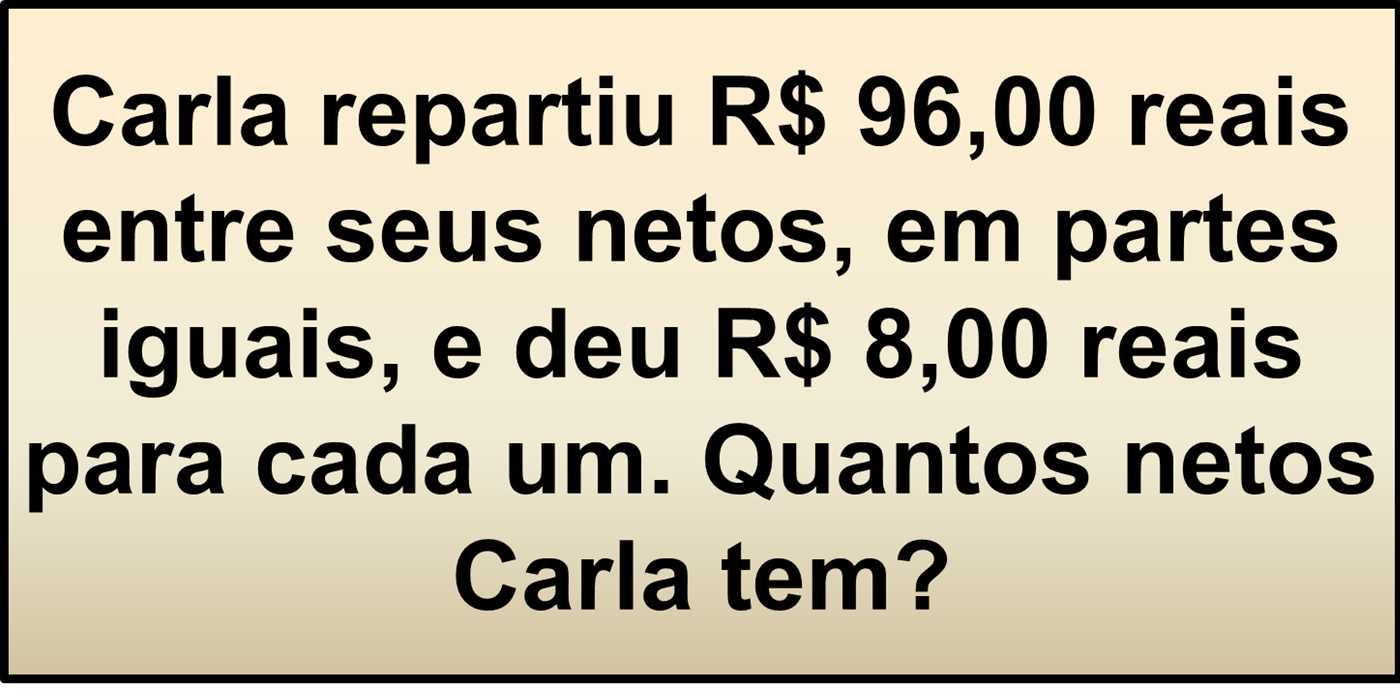 Carla repartiu R$ 96,00 reais
entre seus netos, em partes
iguais, e deu R$ 8,00 reais
para cada um. Quantos netos
Carla tem?